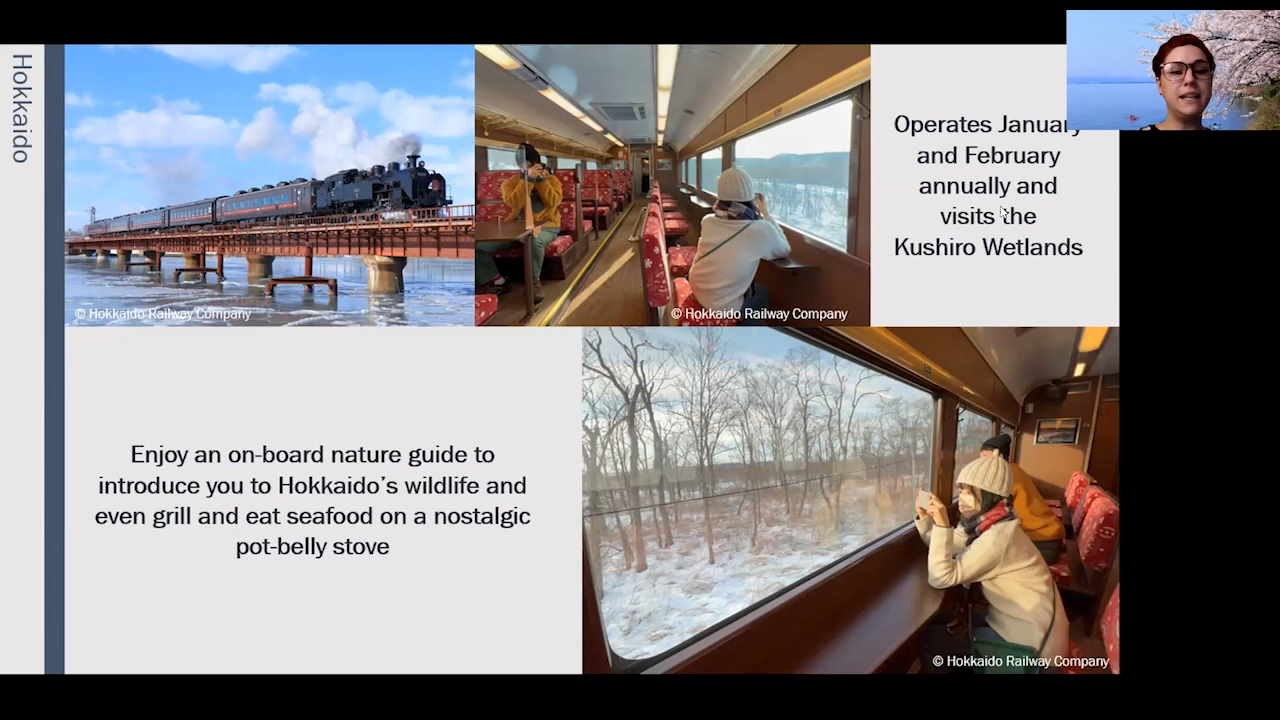 Hokkaido
© Hokkaido Railway Company
© Hokkaido Railway Company
Operates January
and February
annually and
visits the
Kushiro Wetlands
Enjoy an on-board nature guide to
introduce you to Hokkaido’s wildlife and
even grill and eat seafood on a nostalgic
pot-belly stove
© Hokkaido Railway Company